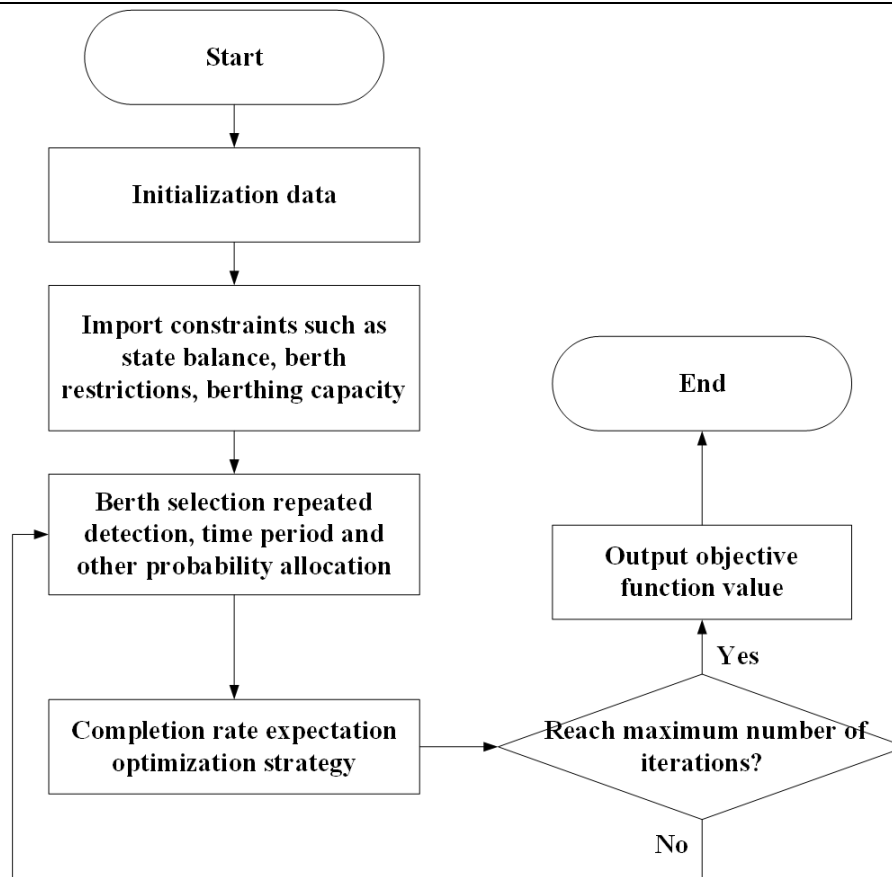 Start
Initialization data
Import constraints such as
state balance, berth
restrictions, berthing capacity
Berth selection repeated
detection, time period and
other probability allocation
Completion rate expectation
optimization strategy
Reach maximum number of
iterations?
Yes
No
Output objective
function value
End